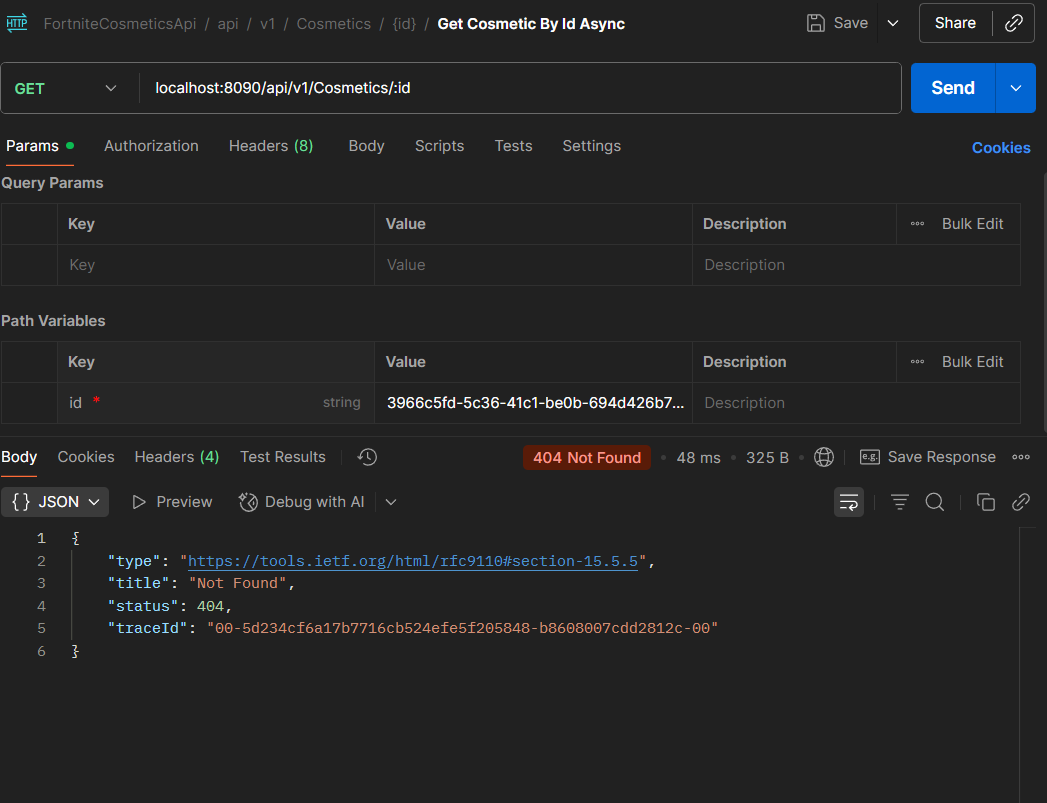 HTTP FortniteCosmeticsApi / api / v1 / Cosmetics / {id} / Get Cosmetic By Id Async Save Share
GET localhost:8090/api/v1/Cosmetics/:id Send
Params Authorization Headers (8) Body Scripts Tests Settings Cookies
Query Params
Key Value Description Bulk Edit
Key Value Description
Path Variables
Key Value Description Bulk Edit
id * string 3966c5fd-5c36-41c1-be0b-694d426b7... Description
Body Cookies Headers (4) Test Results 404 Not Found • 48 ms • 325 B • e.g. Save Response
{} JSON Preview Debug with AI
1 {
2 "type": "https://tools.ietf.org/html/rfc9110#section-15.5.5",
3 "title": "Not Found",
4 "status": 404,
5 "traceId": "00-5d234cf6a17b7716cb524efe5f205848-b8608007cdd2812c-00"
6 }